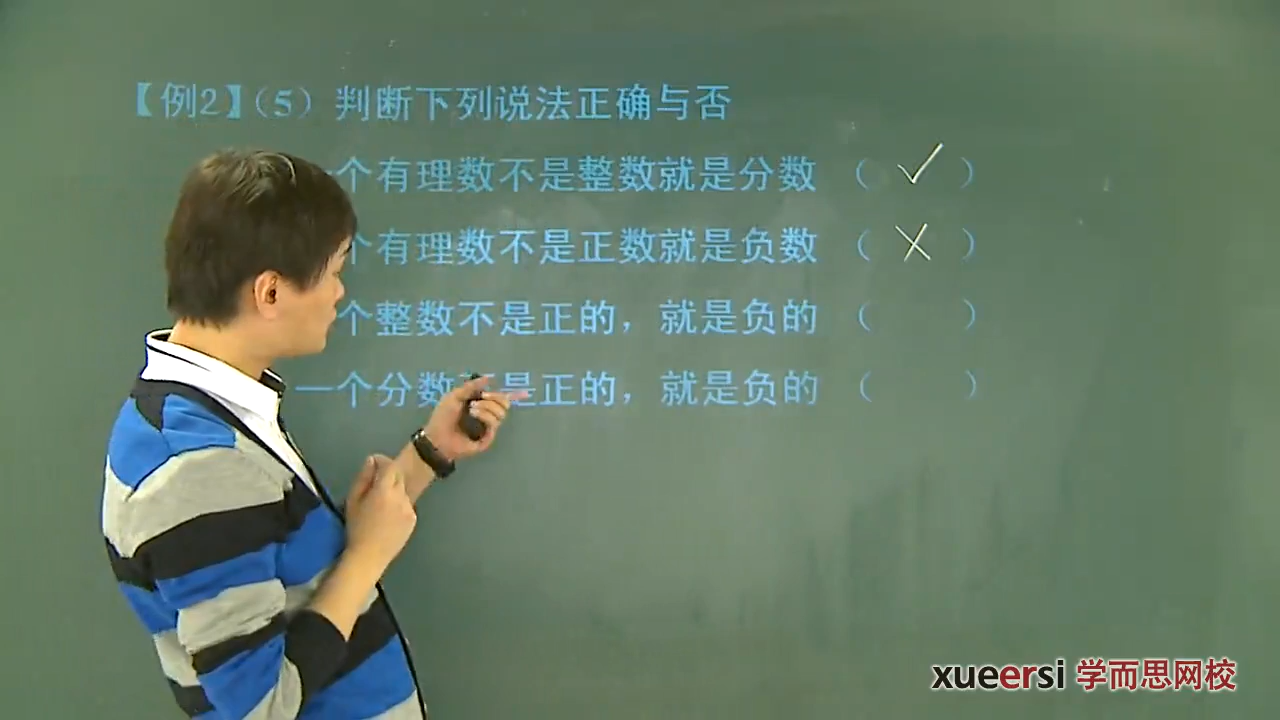 【例2】（5）判断下列说法正确与否
个有理数不是整数就是分数 （ ✓ ）
个有理数不是正数就是负数 （ × ）
个整数不是正的，就是负的 （ ）
一个分数是正的，就是负的 （ ）
xueersi 学而思网校